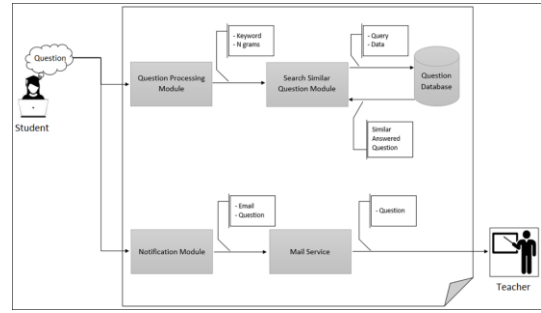 Question
Student
Question Processing
Module
- Keyword
- N grams
Search Similar
Question Module
- Query
- Data
Question
Database
Similar
Answered
Question
Notification Module
- Email
- Question
Mail Service
- Question
Teacher